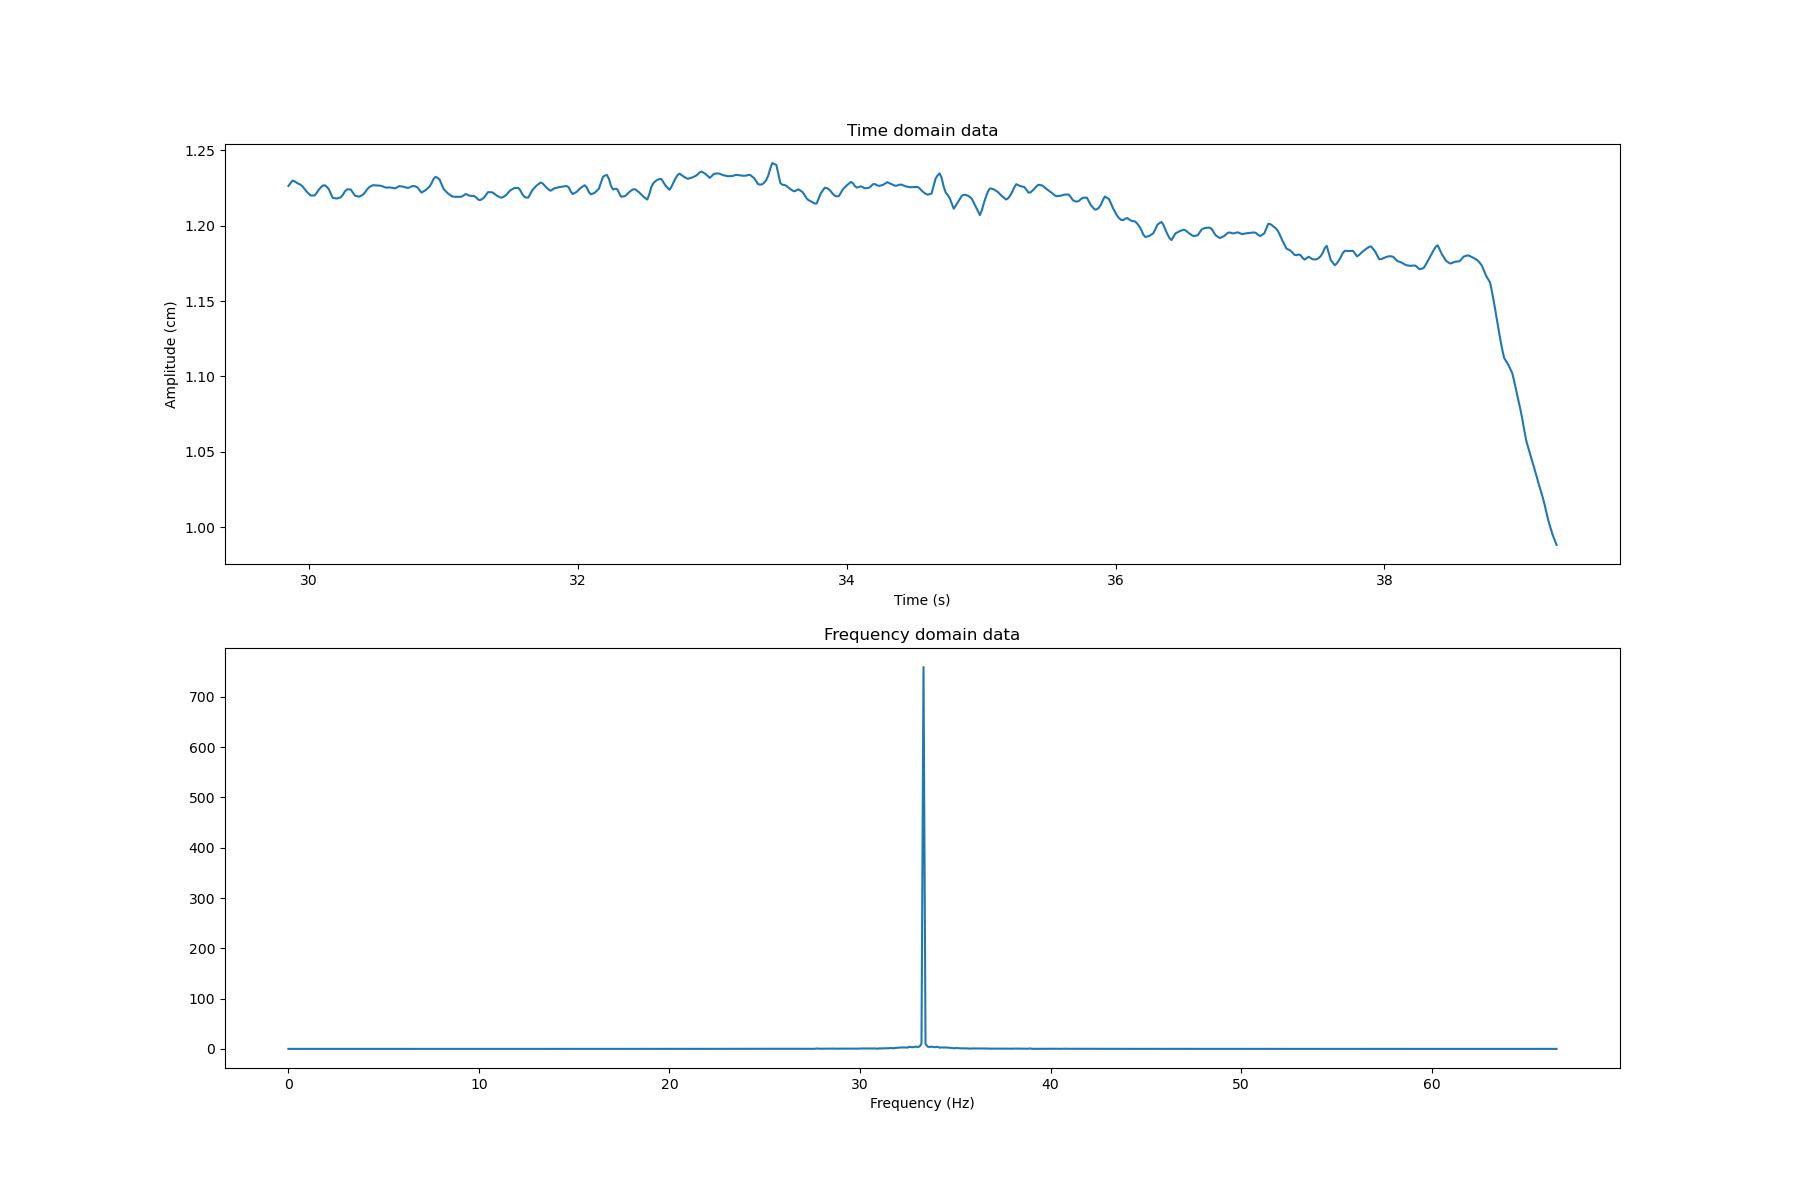 Time domain data
1.25
1.20
1.15
1.10
1.05
1.00
Amplitude (cm)
30 32 34 36 38
Time (s)
Frequency domain data
700
600
500
400
300
200
100
0
0 10 20 30 40 50 60
Frequency (Hz)